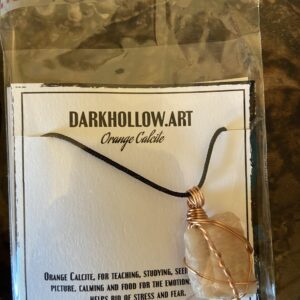 DARKHOLLOW.ART
Orange Calcite
ORANGE CALCITE, FOR TEACHING, STUDYING, SEE
PICTURE, CALMING AND FOOD FOR THE EMOTION
HELPS RID OF STRESS AND FEAR.